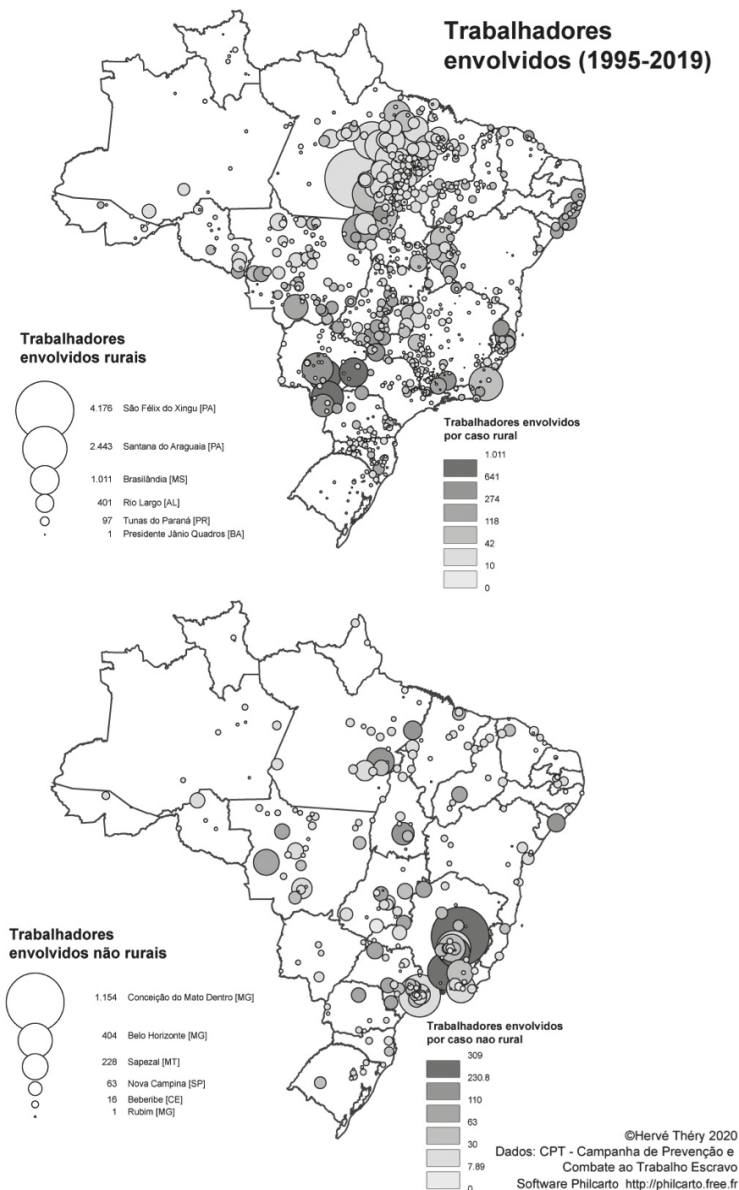 Trabalhadores
envolvidos (1995-2019)
Trabalhadores
envolvidos rurais
4.176 São Félix do Xingu [PA]
2.443 Santana do Araguaia [PA]
1.011 Brasilândia [MS]
401 Rio Largo [AL]
97 Tunas do Paraná [PR]
1 Presidente Jânio Quadros [BA]
Trabalhadores envolvidos
por caso rural
1.011
641
274
118
42
10
0
Trabalhadores
envolvidos não rurais
1.154 Conceição do Mato Dentro [MG]
404 Belo Horizonte [MG]
228 Sapezal [MT]
63 Nova Campina [SP]
16 Beberibe [CE]
1 Rubim [MG]
Trabalhadores envolvidos
por caso nao rural
309
230.8
110
63
30
7.89
0
©Hervé Théry 2020
Dados: CPT - Campanha de Prevenção e
Combate ao Trabalho Escravo
Software Philcarto http://philcarto.free.fr